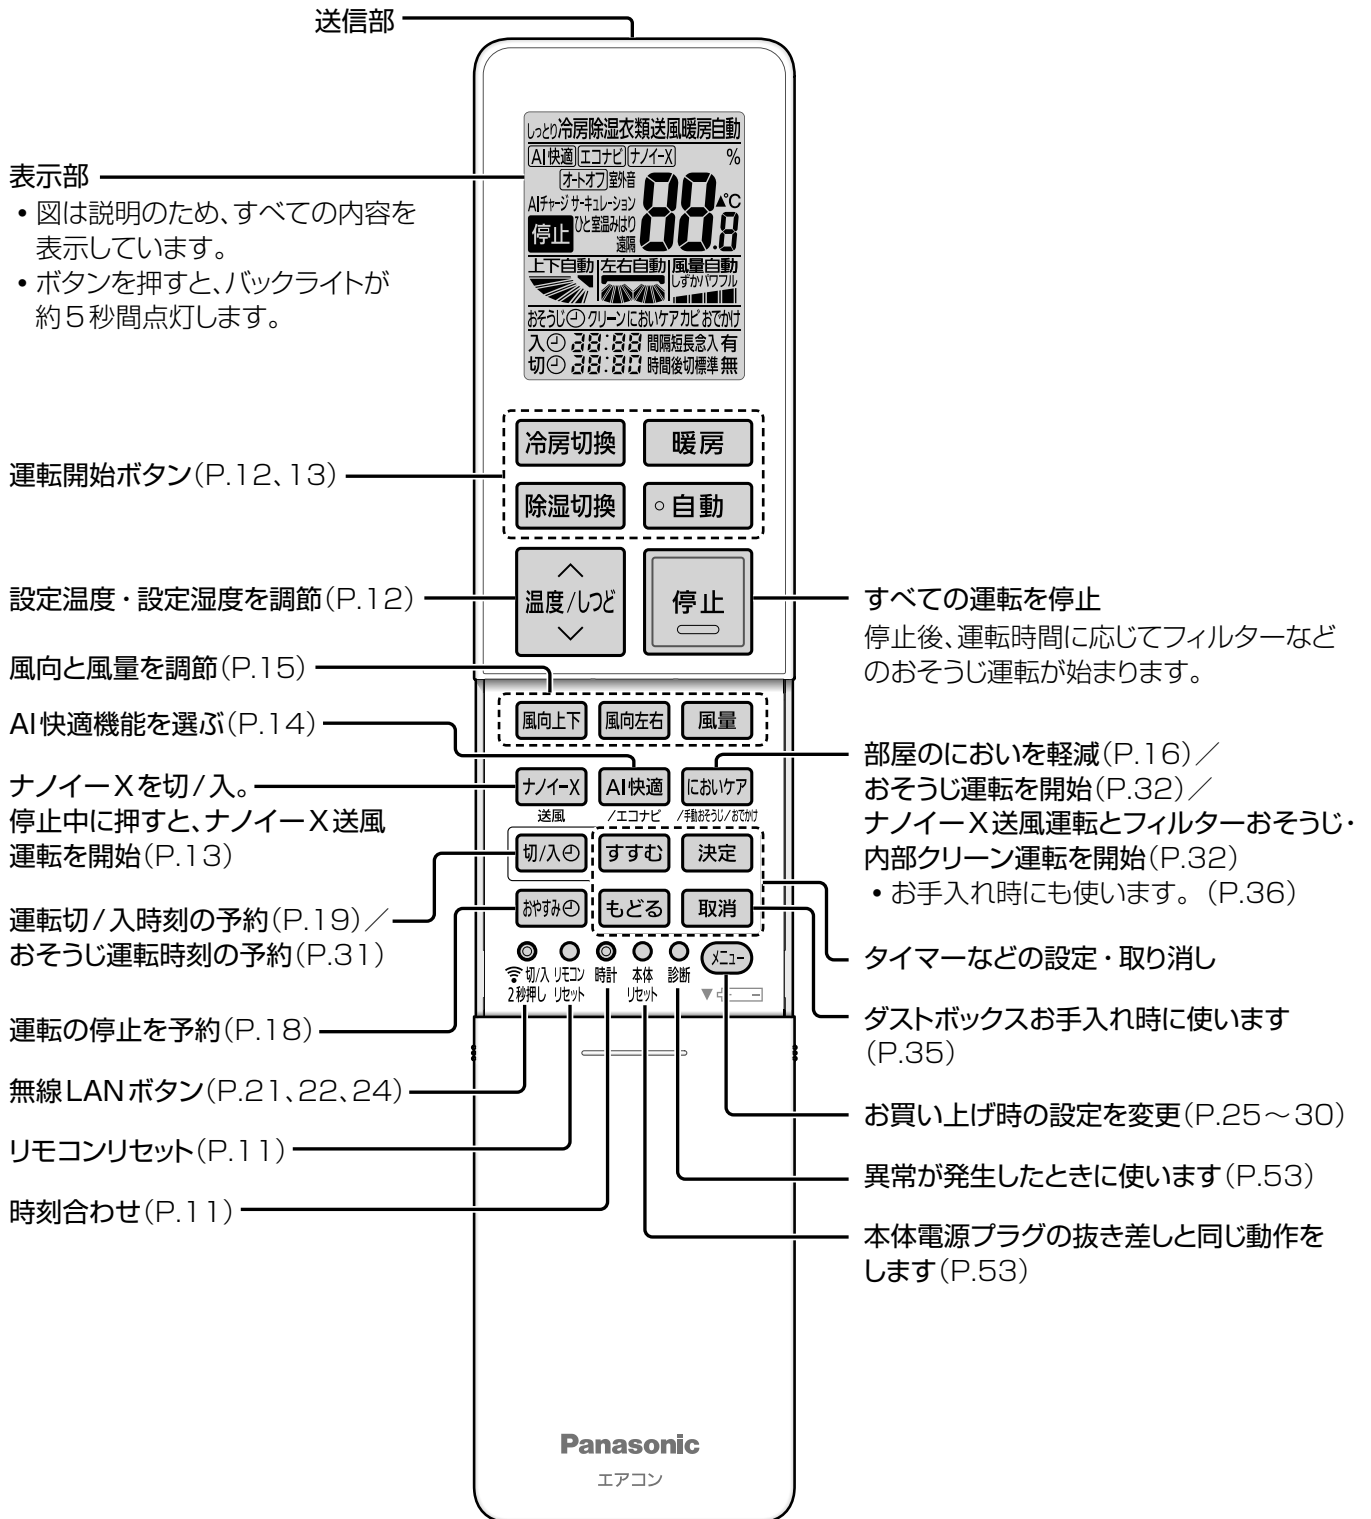 送信部
表示部
・図は説明のため、すべての内容を
表示しています。
・ボタンを押すと、バックライトが
約5秒間点灯します。
運転開始ボタン(P.12、13)
設定温度・設定湿度を調節(P.12)
風向と風量を調節(P.15)
AI快適機能を選ぶ(P.14)
ナノイーXを切/入。
停止中に押すと、ナノイーX送風
運転を開始(P.13)
運転切/入時刻の予約(P.19)／
おそうじ運転時刻の予約(P.31)
運転の停止を予約(P.18)
無線LANボタン(P.21、22、24)
リモコンリセット(P.11)
時刻合わせ(P.11)
しっとり冷房除湿衣類送風暖房自動
AI快適 エコナビ ナノイーX %
オートオフ 室外音
AIチャージ サーキュレーション 88.8 ▲℃
停止 ひと室温みはり
遠隔
上下自動 左右自動 風量自動
しずかパワフル
おそうじ クリーン においケア カビ おでかけ
入 28:88 間隔短長念入有
切 28:80 時間後切標準無
冷房切換 暖房
除湿切換 自動
温度/しつど 停止
風向上下 風向左右 風量
ナノイーX AI快適 においケア
送風 /エコナビ /手動おそうじ/おでかけ
切/入 すすむ 決定
おやすみ もどる 取消
切/入 リモコン 時計 本体 診断 メニュー
2秒押し リセット リセット ▼ + -
Panasonic
エアコン
すべての運転を停止
停止後、運転時間に応じてフィルターなど
のおそうじ運転が始まります。
部屋のにおいを軽減(P.16)／
おそうじ運転を開始(P.32)／
ナノイーX送風運転とフィルターおそうじ・
内部クリーン運転を開始(P.32)
・お手入れ時にも使います。(P.36)
タイマーなどの設定・取り消し
ダストボックスお手入れ時に使います
(P.35)
お買い上げ時の設定を変更(P.25～30)
異常が発生したときに使います(P.53)
本体電源プラグの抜き差しと同じ動作を
します(P.53)